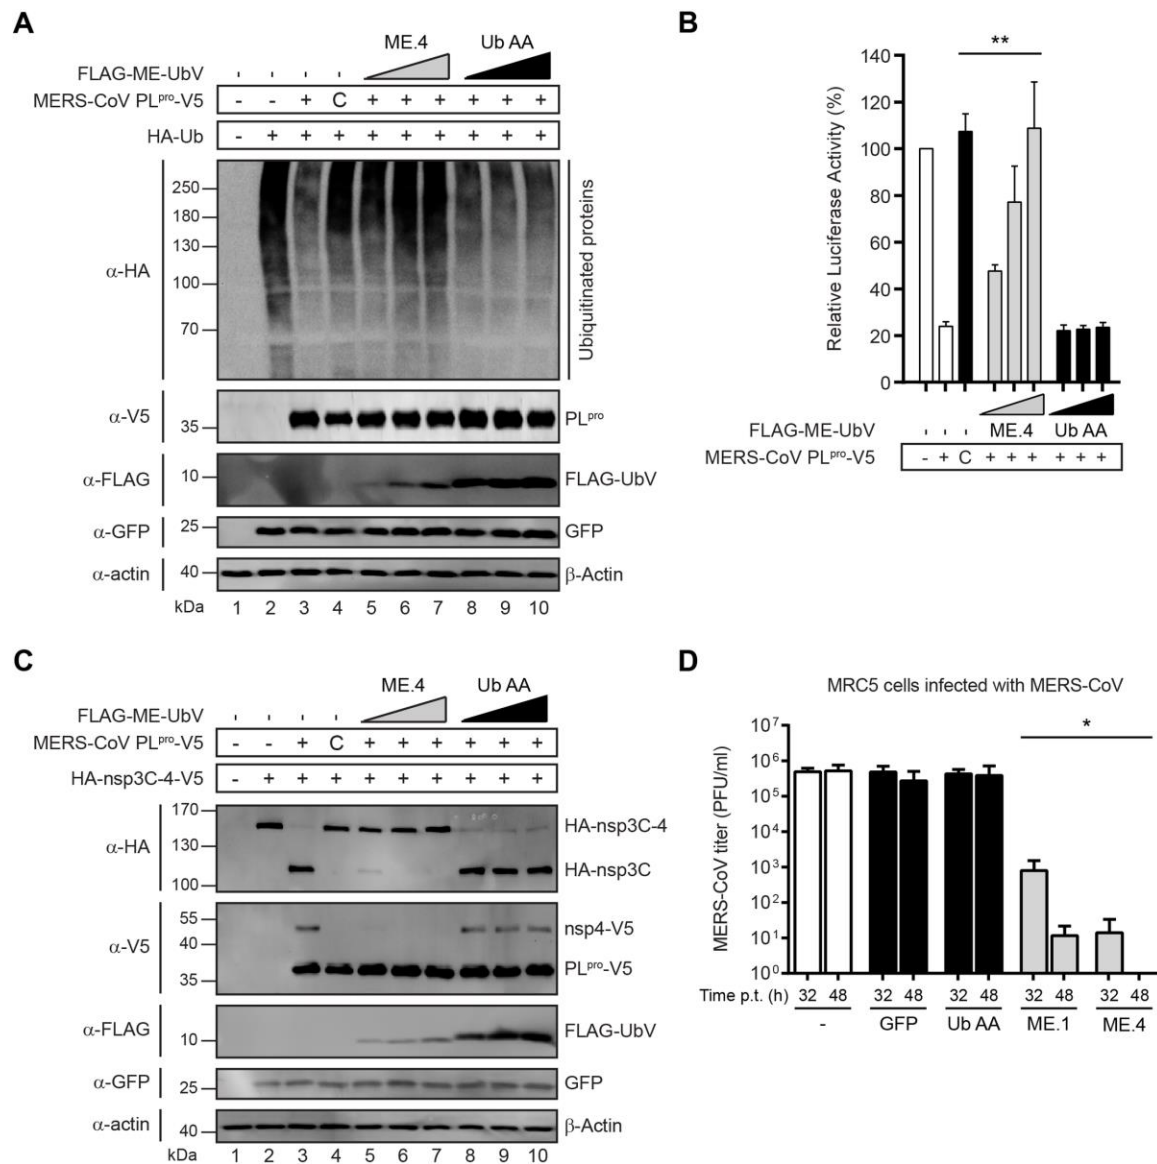 A
ME.4 Ub AA
FLAG-ME-UbV - - - -
MERS-CoV PLpro-V5 - - + C + + + + + +
HA-Ub - + + + + + + + + +
α-HA
250
180
130
100
70
Ubiquitinated proteins
α-V5 35 PLpro
α-FLAG 10 FLAG-UbV
α-GFP 25 GFP
α-actin 40 β-Actin
kDa 1 2 3 4 5 6 7 8 9 10
B
**
Relative Luciferase Activity (%)
140
120
100
80
60
40
20
0
FLAG-ME-UbV - - - ME.4 Ub AA
MERS-CoV PLpro-V5 - + C + + + + + +
C
ME.4 Ub AA
FLAG-ME-UbV - - - -
MERS-CoV PLpro-V5 - - + C + + + + + +
HA-nsp3C-4-V5 - + + + + + + + + +
α-HA
170
130
100
HA-nsp3C-4
HA-nsp3C
α-V5
55
40
35
nsp4-V5
PLpro-V5
α-FLAG 10 FLAG-UbV
α-GFP 25 GFP
α-actin 40 β-Actin
kDa 1 2 3 4 5 6 7 8 9 10
D
MRC5 cells infected with MERS-CoV
*
MERS-CoV titer (PFU/ml)
10⁷
10⁶
10⁵
10⁴
10³
10²
10¹
10⁰
Time p.t. (h) 32 48 32 48 32 48 32 48 32 48
- GFP Ub AA ME.1 ME.4